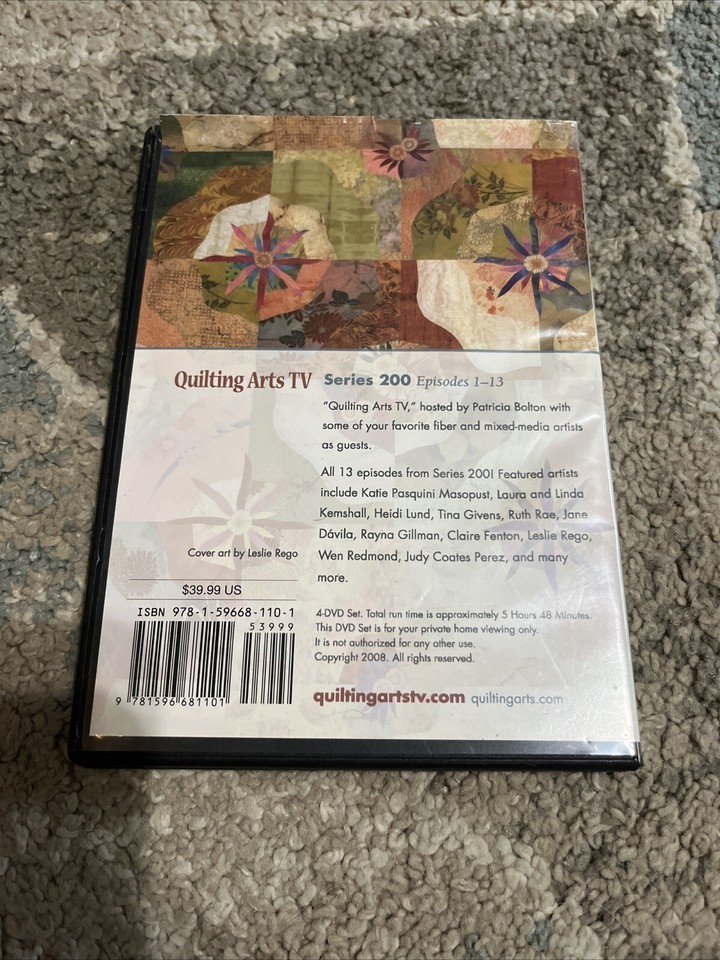 Quilting Arts TV Series 200 Episodes 1–13
“Quilting Arts TV,” hosted by Patricia Bolton with
some of your favorite fiber and mixed-media artists
as guests.
All 13 episodes from Series 200! Featured artists
include Katie Pasquini Masopust, Laura and Linda
Kemshall, Heidi Lund, Tina Givens, Ruth Rae, Jane
Dávila, Rayna Gillman, Claire Fenton, Leslie Rego,
Wen Redmond, Judy Coates Perez, and many
more.
Cover art by Leslie Rego
$39.99 US
ISBN 978-1-59668-110-1
53999
9 781596 681101
4-DVD Set. Total run time is approximately 5 Hours 48 Minutes.
This DVD Set is for your private home viewing only.
It is not authorized for any other use.
Copyright 2008. All rights reserved.
quiltingartstv.com quiltingarts.com